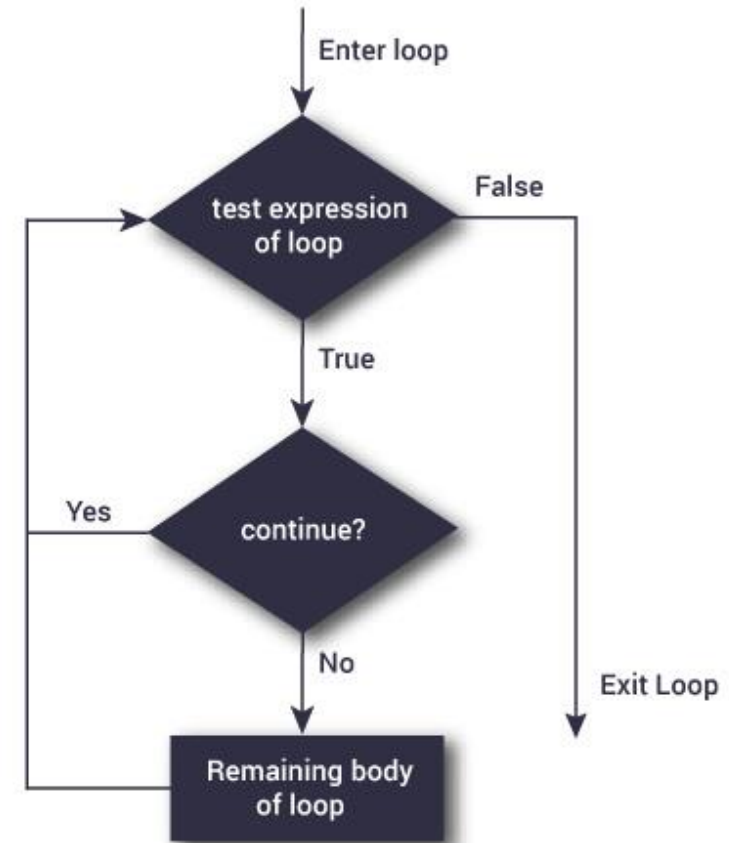 Enter loop
test expression
of loop
False
True
Yes
continue?
No
Exit Loop
Remaining body
of loop